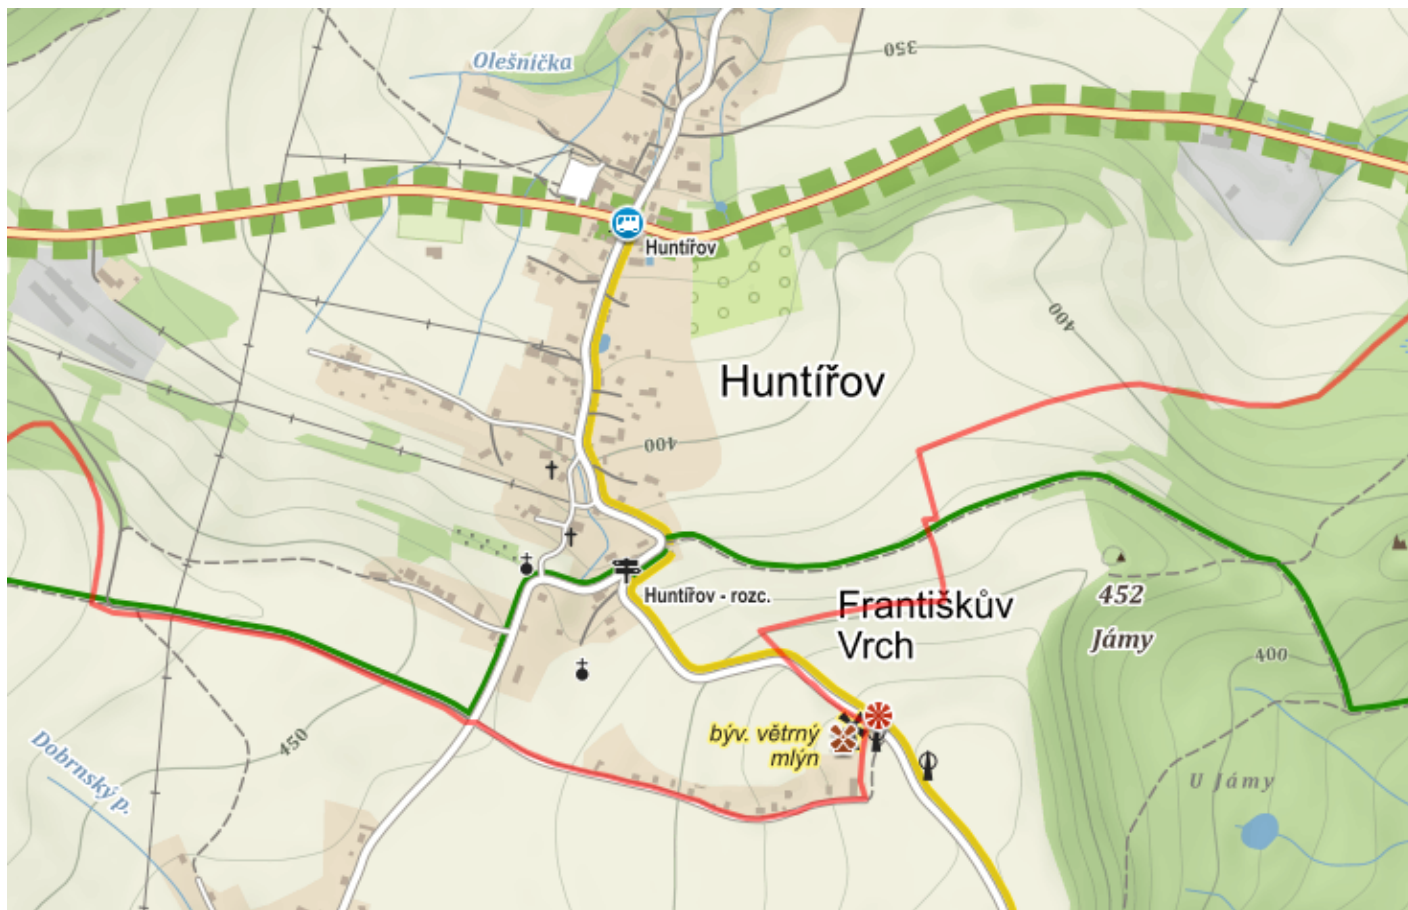 Olešnička
350
Huntířov
400
Huntířov
400
Huntířov - rozc.
Františkův
Vrch
452
Jámy
400
450
býv. větrný
mlýn
Dobrnský p.
U Jámy